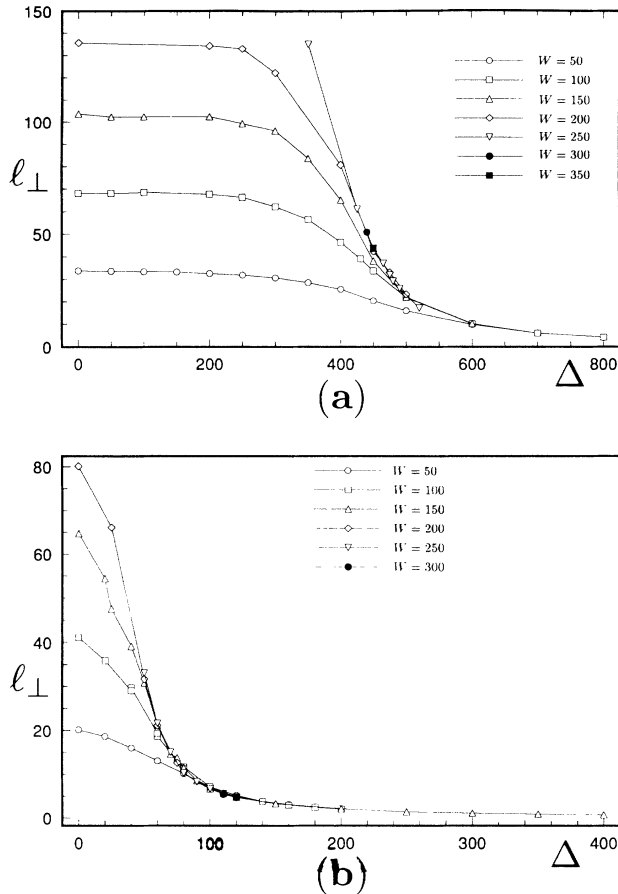 150
100
50
0
ℓ⊥
W = 50
W = 100
W = 150
W = 200
W = 250
W = 300
W = 350
0 200 400 600 800
Δ
(a)
80
60
40
20
0
ℓ⊥
W = 50
W = 100
W = 150
W = 200
W = 250
W = 300
0 100 200 300 400
Δ
(b)